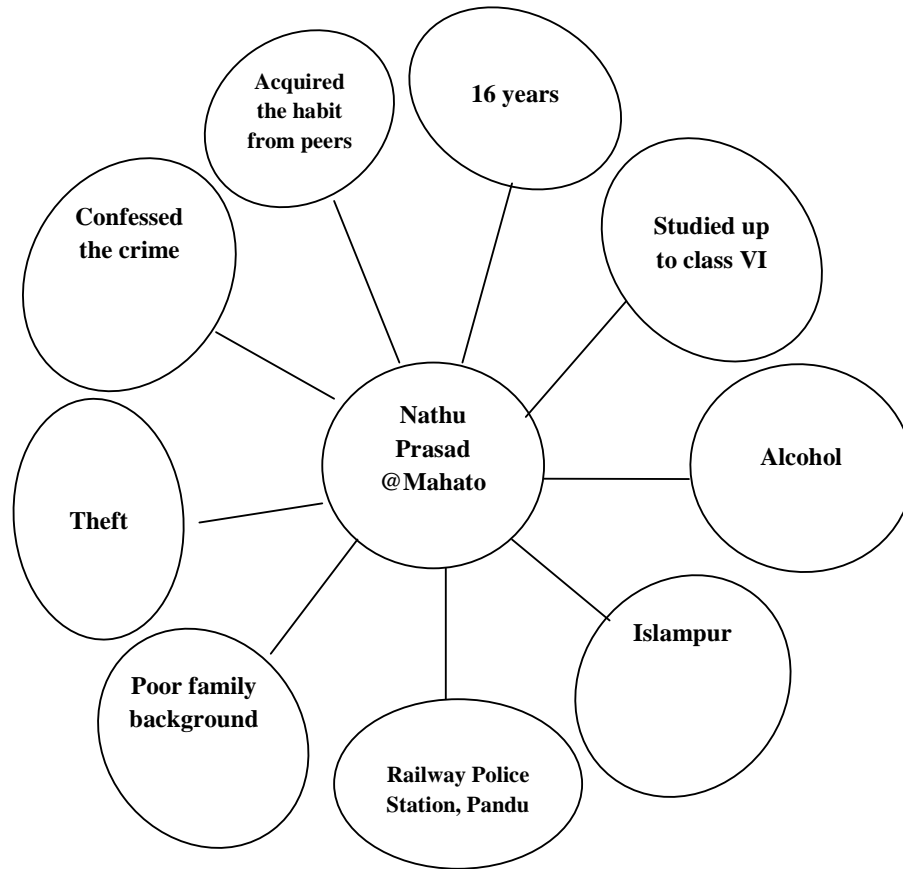 Acquired
the habit
from peers
16 years
Confessed
the crime
Studied up
to class VI
Nathu
Prasad
@Mahato
Alcohol
Theft
Islampur
Poor family
background
Railway Police
Station, Pandu